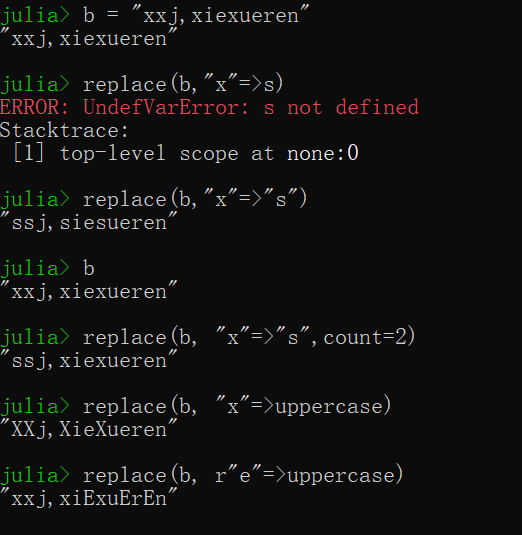 julia> b = "xxj,xiexueren"
"xxj,xiexueren"
julia> replace(b,"x"=>s)
ERROR: UndefVarError: s not defined
Stacktrace:
 [1] top-level scope at none:0
julia> replace(b,"x"=>"s")
"ssj,siesueren"
julia> b
"xxj,xiexueren"
julia> replace(b, "x"=>"s",count=2)
"ssj,xiexueren"
julia> replace(b, "x"=>uppercase)
"XXj,XieXueren"
julia> replace(b, r"e"=>uppercase)
"xxj,xiExuErEn"